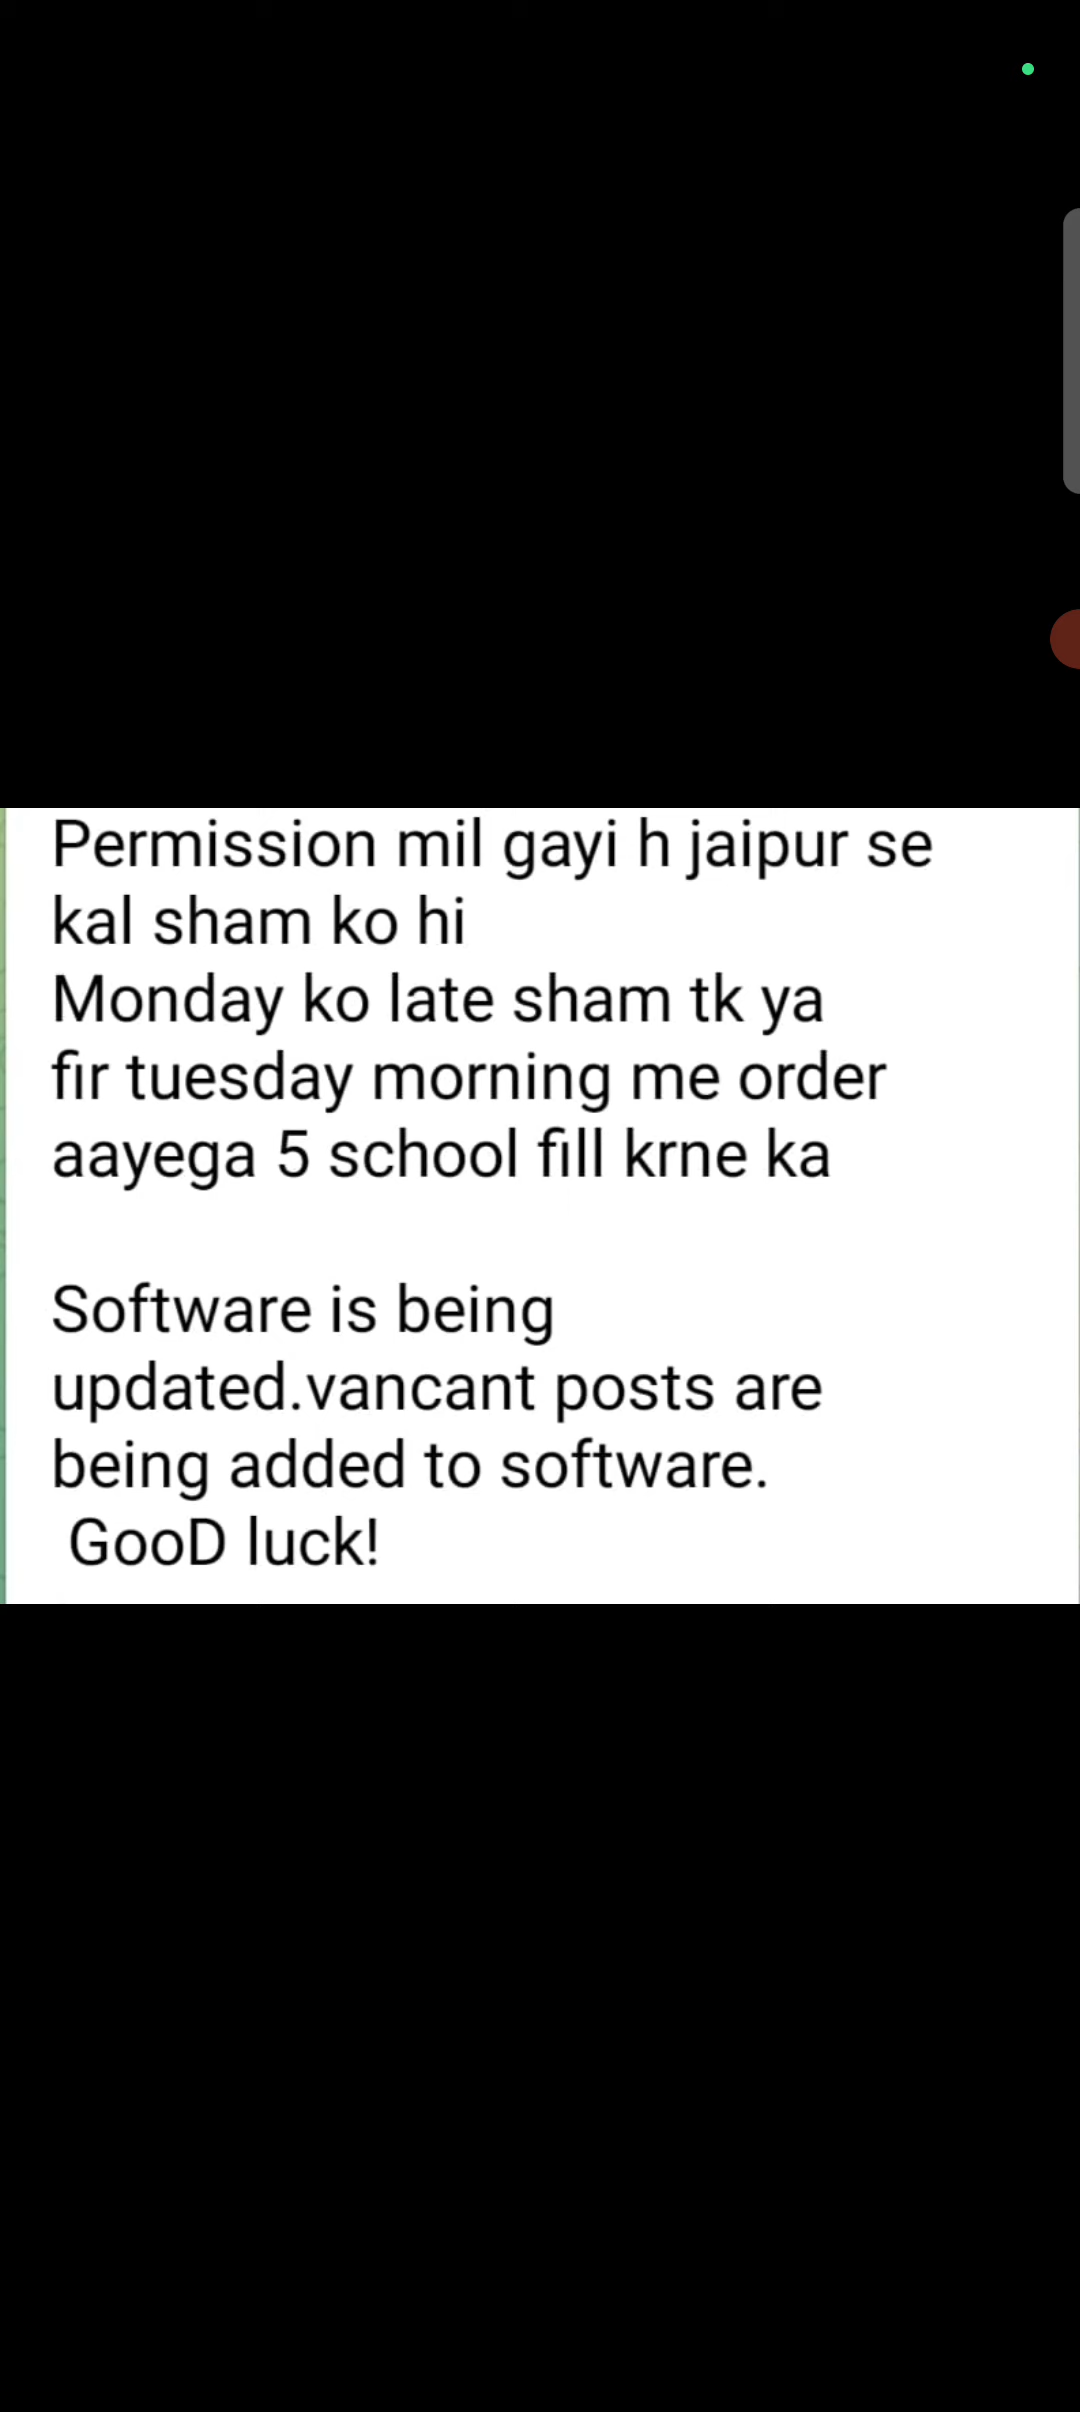 Permission mil gayi h jaipur se
kal sham ko hi
Monday ko late sham tk ya
fir tuesday morning me order
aayega 5 school fill krne ka
Software is being
updated.vancant posts are
being added to software.
GooD luck!